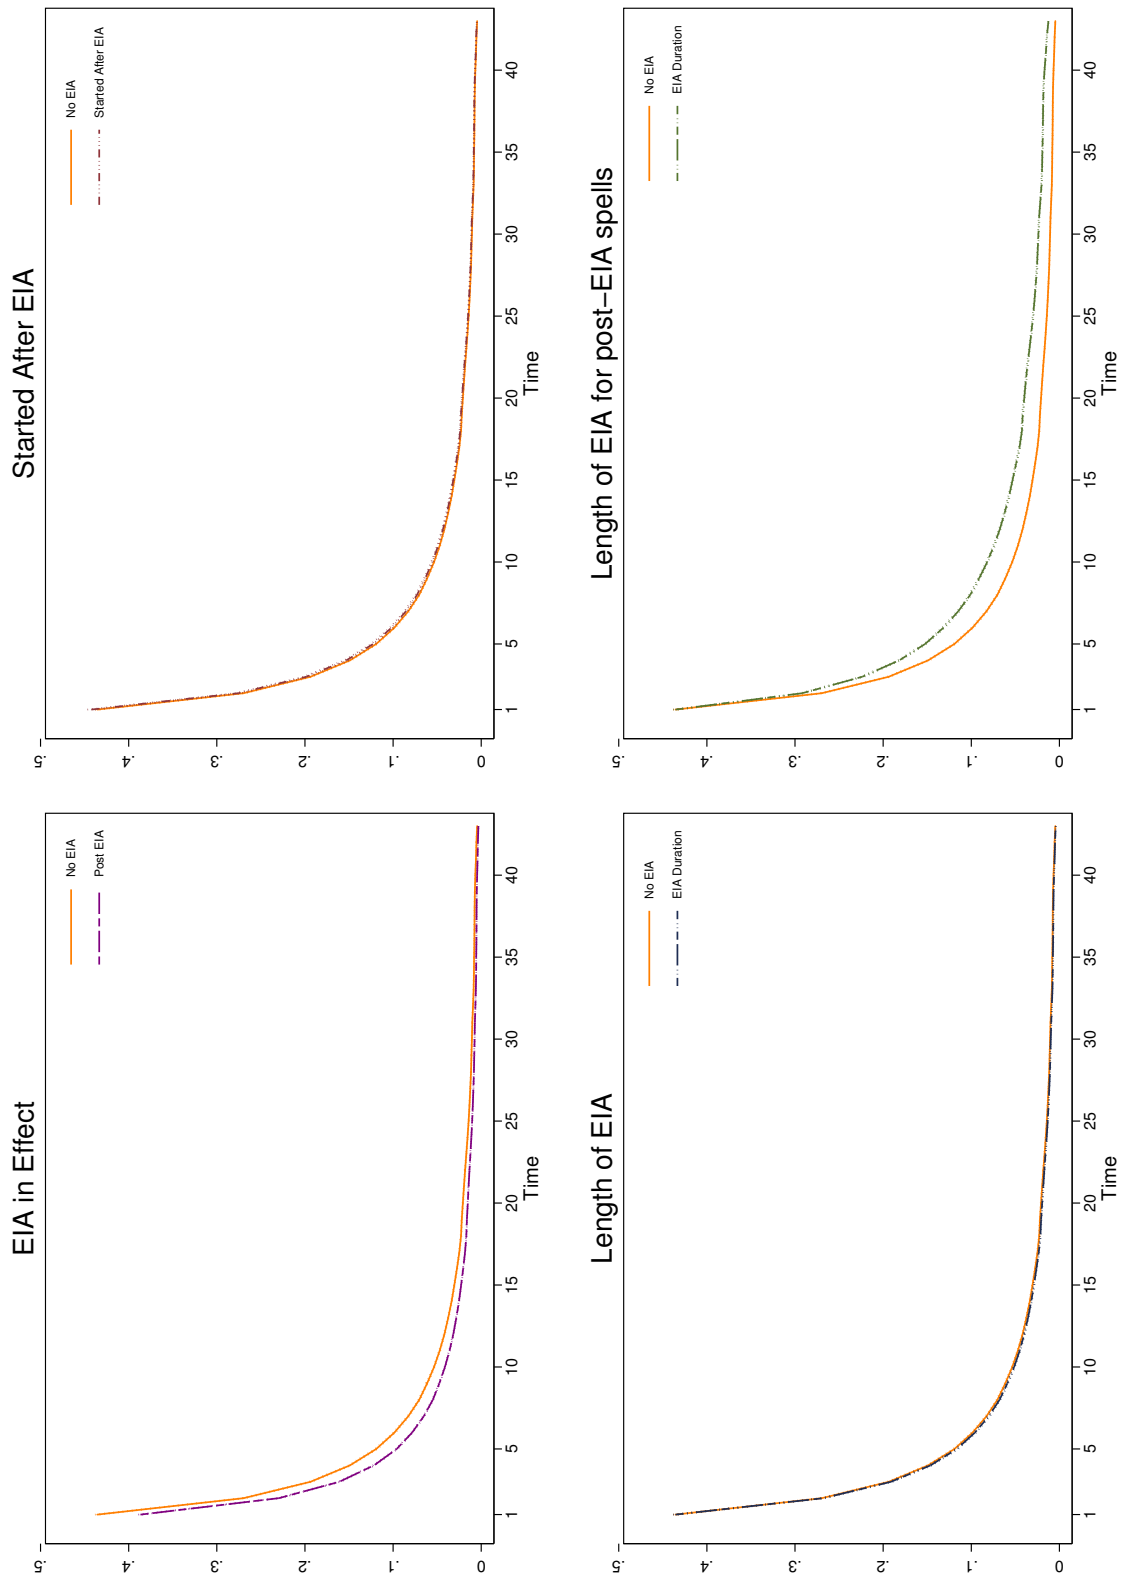 EIA in Effect
No EIA
Post EIA
.5
.4
.3
.2
.1
0
1 5 10 15 20 25 30 35 40
Time
Started After EIA
No EIA
Started After EIA
.5
.4
.3
.2
.1
0
1 5 10 15 20 25 30 35 40
Time
Length of EIA
No EIA
EIA Duration
.5
.4
.3
.2
.1
0
1 5 10 15 20 25 30 35 40
Time
Length of EIA for post−EIA spells
No EIA
EIA Duration
.5
.4
.3
.2
.1
0
1 5 10 15 20 25 30 35 40
Time